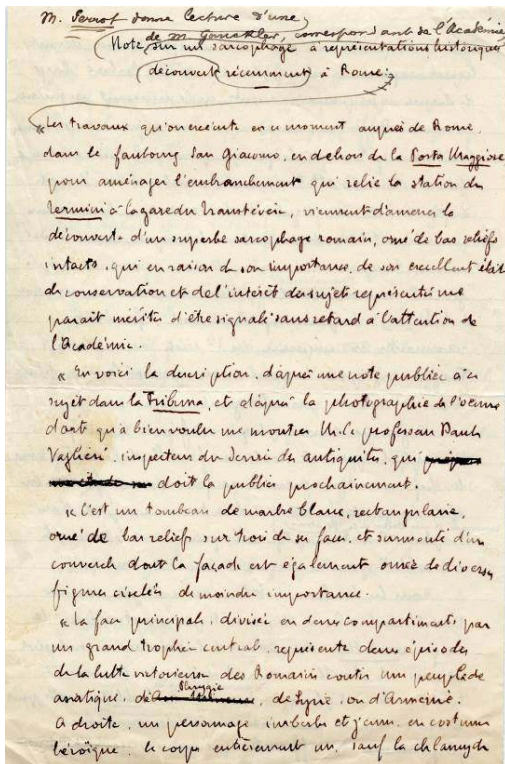 M. Perrot donne lecture d'une
de M. Gauckler, correspondant de l'Académie
Note sur un sarcophage à représentations historiques
découvert récemment à Rome :
« Les travaux qu'on exécute en ce moment auprès de Rome,
dans le faubourg San Giacomo, en dehors de la Porta Maggiore
pour aménager l'embranchement qui relie la station de
Termini à la gare du Transtévère, viennent d'amener la
découverte d'un superbe sarcophage romain, orné de bas reliefs
intacts, qui en raison de son importance, de son excellent état
de conservation et de l'intérêt du sujet représenté me
paraît mériter d'être signalé sans retard à l'attention de
l'Académie.
« En voici la description, d'après une note publiée à ce
sujet dans la Tribuna, et d'après la photographie de l'œuvre
d'art qu'a bien voulu me montrer M. le professeur Dante
Vaglieri, inspecteur du service des antiquités, qui
doit la publier prochainement.
« C'est un tombeau de marbre blanc, rectangulaire,
orné de bas reliefs sur trois de ses faces, et surmonté d'un
couvercle dont la façade est également ornée de diverses
figures ciselées de moindre importance.
« La face principale, divisée en deux compartiments par
un grand trophée central, représente deux épisodes
de la lutte victorieuse des Romains contre un peuple de
Phrygie
asiatique, de Syrie, ou d'Arménie.
A droite, un personnage imberbe et jeune, en costume
héroïque, le corps entièrement nu, sauf la chlamyde